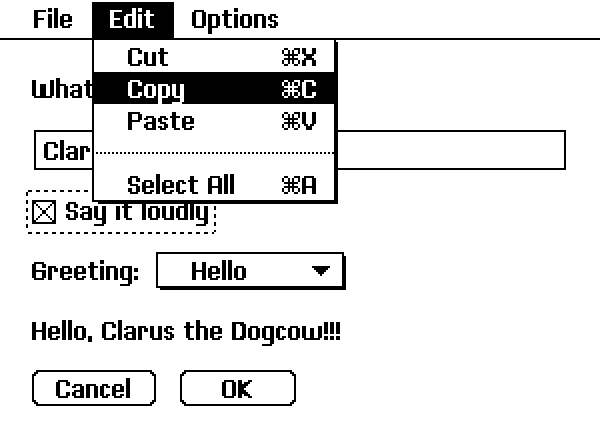 File Edit Options
Cut ⌘X
What
Copy ⌘C
Paste ⌘V
Clar
Select All ⌘A
Say it loudly
Greeting: Hello
Hello, Clarus the Dogcow!!!
Cancel OK